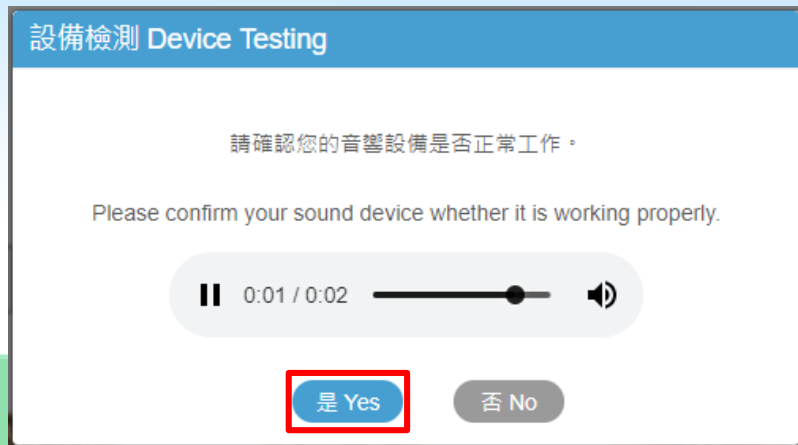 設備檢測 Device Testing
請確認您的音響設備是否正常工作。
Please confirm your sound device whether it is working properly.
0:01 / 0:02
是 Yes
否 No